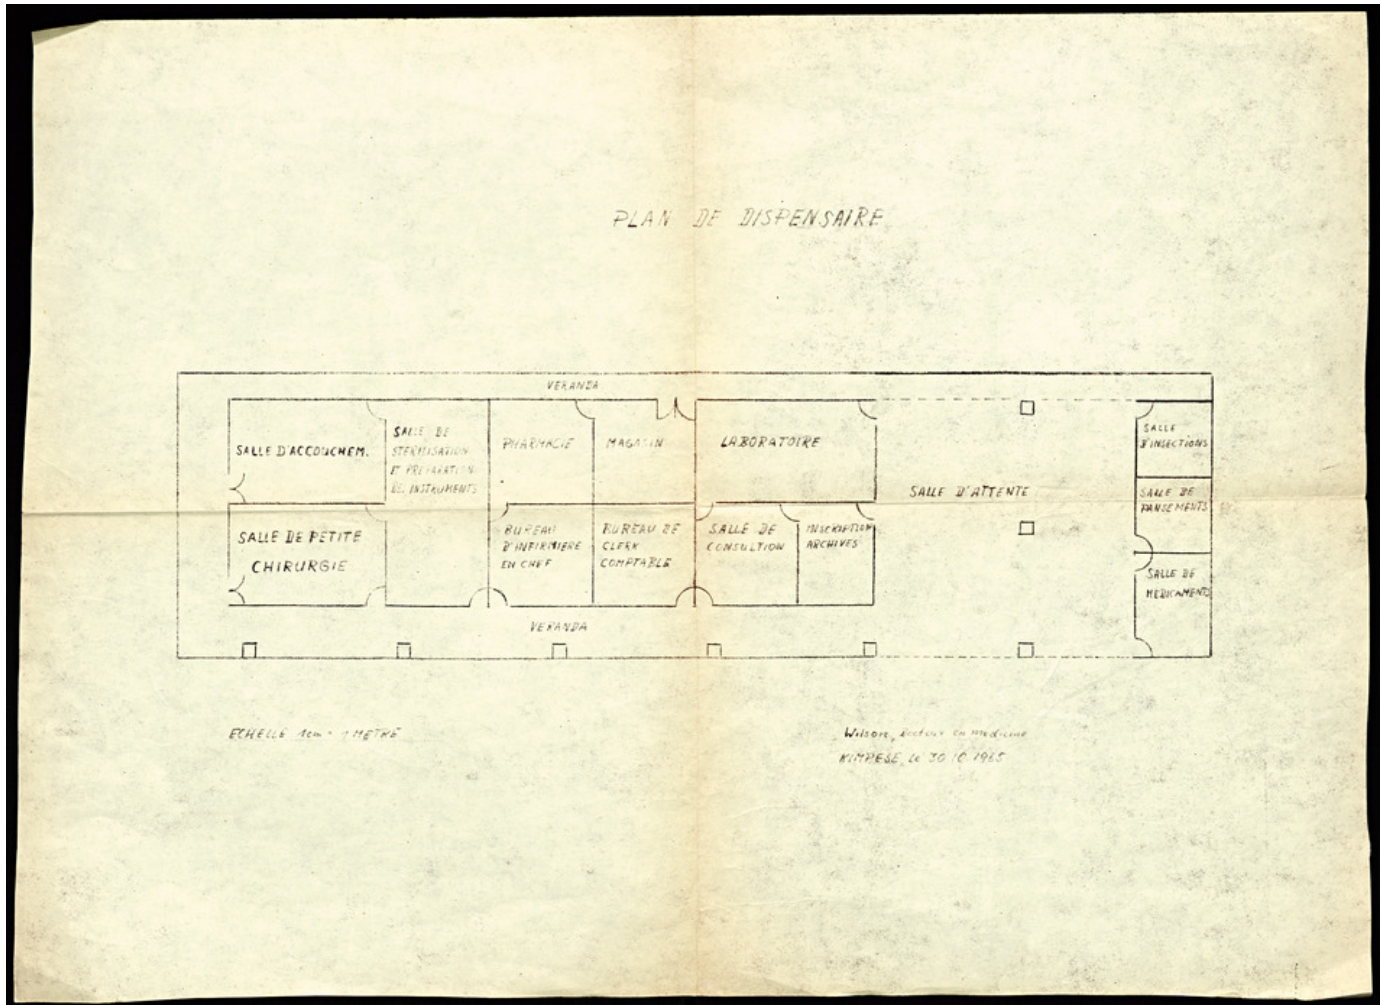 PLAN DE DISPENSAIRE
VERANDA
SALLE D'ACCOUCHEM.
SALLE DE
STERILISATION
ET PREPARATION
DE INSTRUMENTS
PHARMACIE
MAGASIN
LABORATOIRE
SALLE D'ATTENTE
SALLE
D'INSECTIONS
SALLE DE
PANSEMENTS
SALLE DE
MEDICAMENTS
SALLE DE PETITE
CHIRURGIE
BUREAU
D'INFIRMIERE
EN CHEF
BUREAU DE
CLERK
COMPTABLE
SALLE DE
CONSULTION
INSCRIPTION
ARCHIVES
VERANDA
ECHELLE 1cm = 1 METRE
Wilson, docteur en medicine
KIMPESE, le 30.10.1965